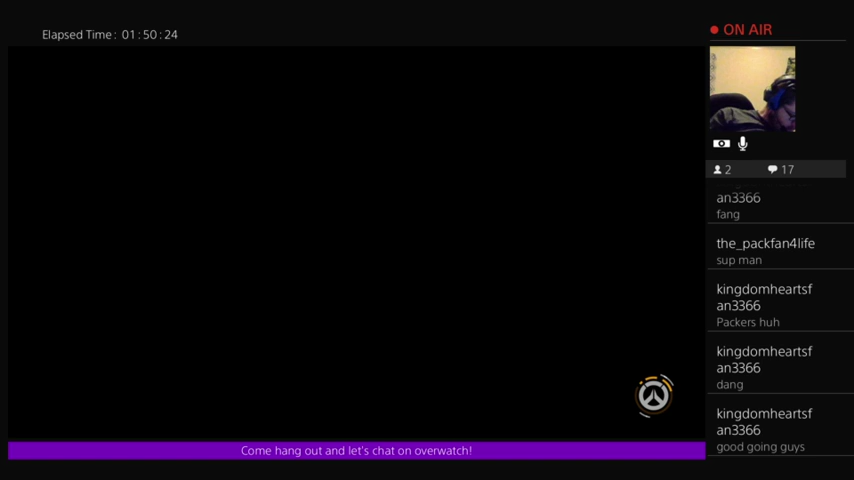 Elapsed Time: 01:50:24
ON AIR
2
17
an3366
fang
the_packfan4life
sup man
kingdomheartsf
an3366
Packers huh
kingdomheartsf
an3366
dang
kingdomheartsf
an3366
good going guys
Come hang out and let's chat on overwatch!